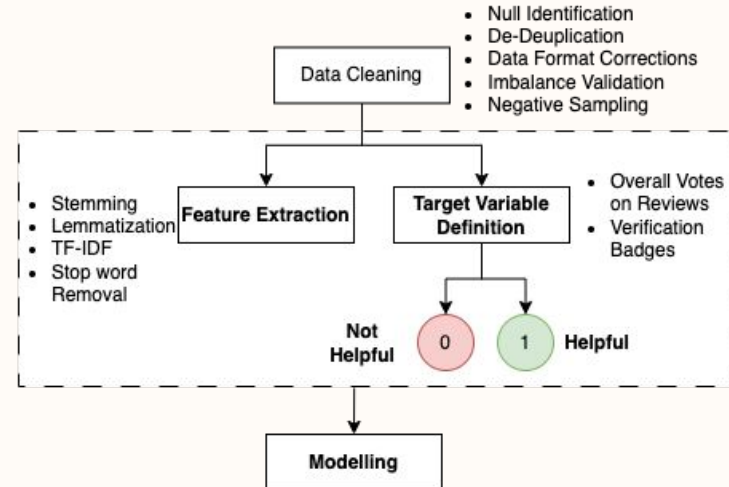 • Null Identification
• De-Deuplication
• Data Format Corrections
• Imbalance Validation
• Negative Sampling
Data Cleaning
• Stemming
• Lemmatization
• TF-IDF
• Stop word
Removal
Feature Extraction
Target Variable
Definition
• Overall Votes
on Reviews
• Verification
Badges
Not
Helpful
0
1
Helpful
Modelling